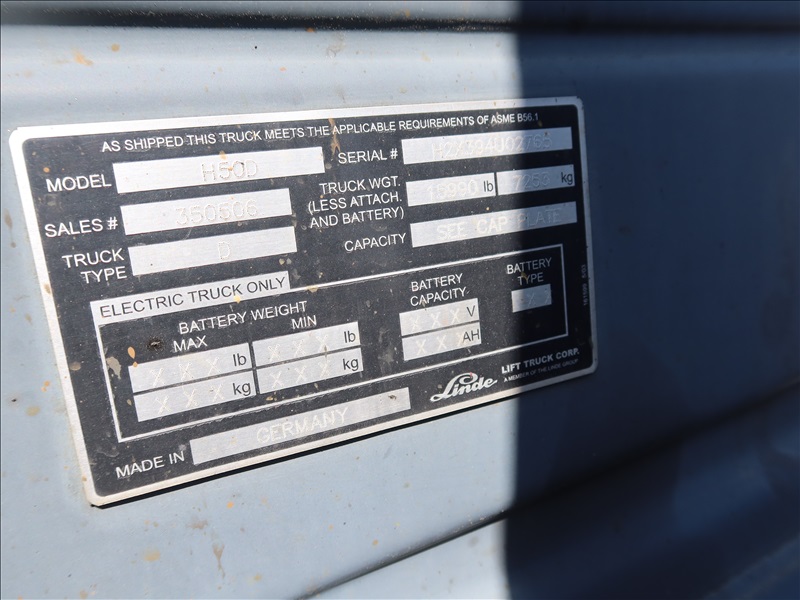 AS SHIPPED THIS TRUCK MEETS THE APPLICABLE REQUIREMENTS OF ASME B56.1
MODEL H50D
SERIAL #
SALES # 350506
TRUCK WGT. (LESS ATTACH. AND BATTERY) lb kg
TRUCK TYPE D
CAPACITY SEE CAP PLATE
ELECTRIC TRUCK ONLY
BATTERY WEIGHT
MAX MIN
X X X lb X X X lb
X X X kg X X X kg
BATTERY CAPACITY
X X X V
X X X AH
BATTERY TYPE
Linde LIFT TRUCK CORP.
A MEMBER OF THE LINDE GROUP
MADE IN GERMANY